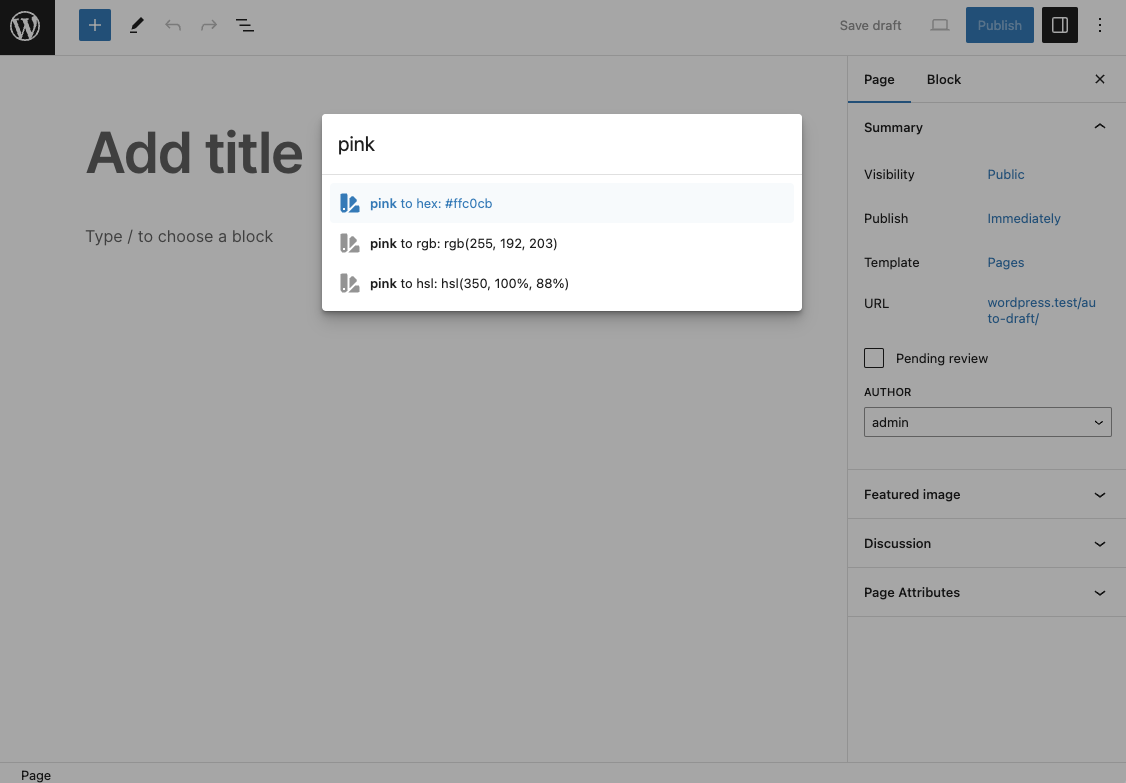 Save draft
Publish
Page
Block
Add title
Type / to choose a block
pink
pink to hex: #ffc0cb
pink to rgb: rgb(255, 192, 203)
pink to hsl: hsl(350, 100%, 88%)
Summary
Visibility
Public
Publish
Immediately
Template
Pages
URL
wordpress.test/au
to-draft/
Pending review
AUTHOR
admin
Featured image
Discussion
Page Attributes
Page